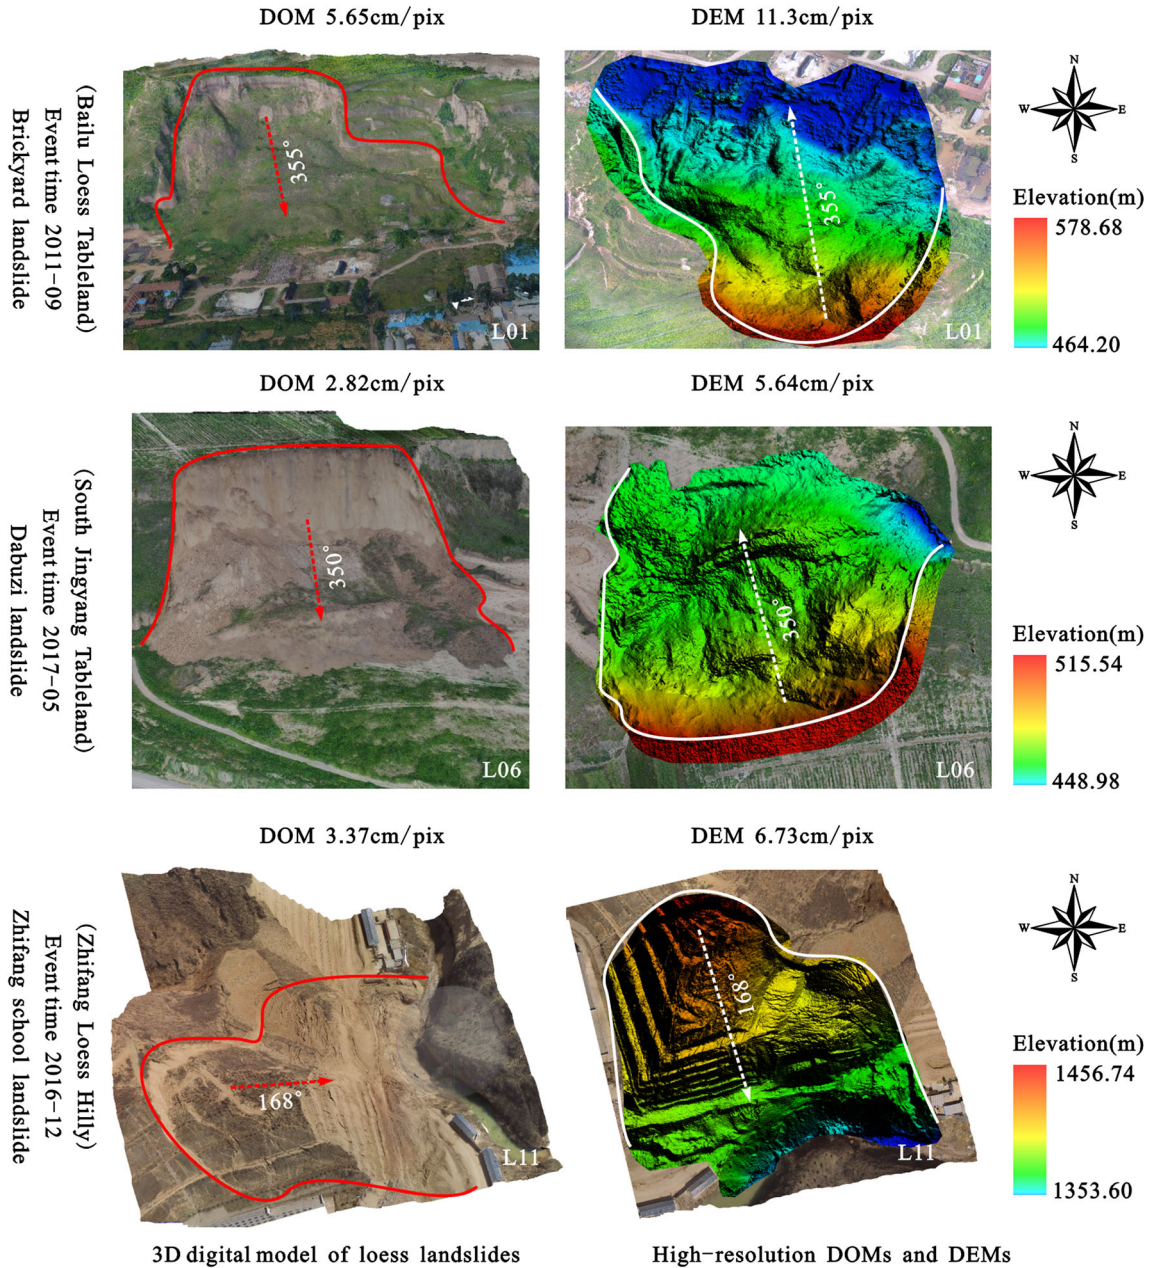 DOM 5.65cm/pix
DEM 11.3cm/pix
(Bailu Loess Tableland)
Event time 2011-09
Brickyard landslide
355°
L01
355°
L01
N
W
E
S
Elevation(m)
578.68
464.20
DOM 2.82cm/pix
DEM 5.64cm/pix
(South Jingyang Tableland)
Event time 2017-05
Dabuzi landslide
350°
L06
350°
L06
N
W
E
S
Elevation(m)
515.54
448.98
DOM 3.37cm/pix
DEM 6.73cm/pix
(Zhifang Loess Hilly)
Event time 2016-12
Zhifang school landslide
168°
L11
168°
L11
N
W
E
S
Elevation(m)
1456.74
1353.60
3D digital model of loess landslides
High-resolution DOMs and DEMs